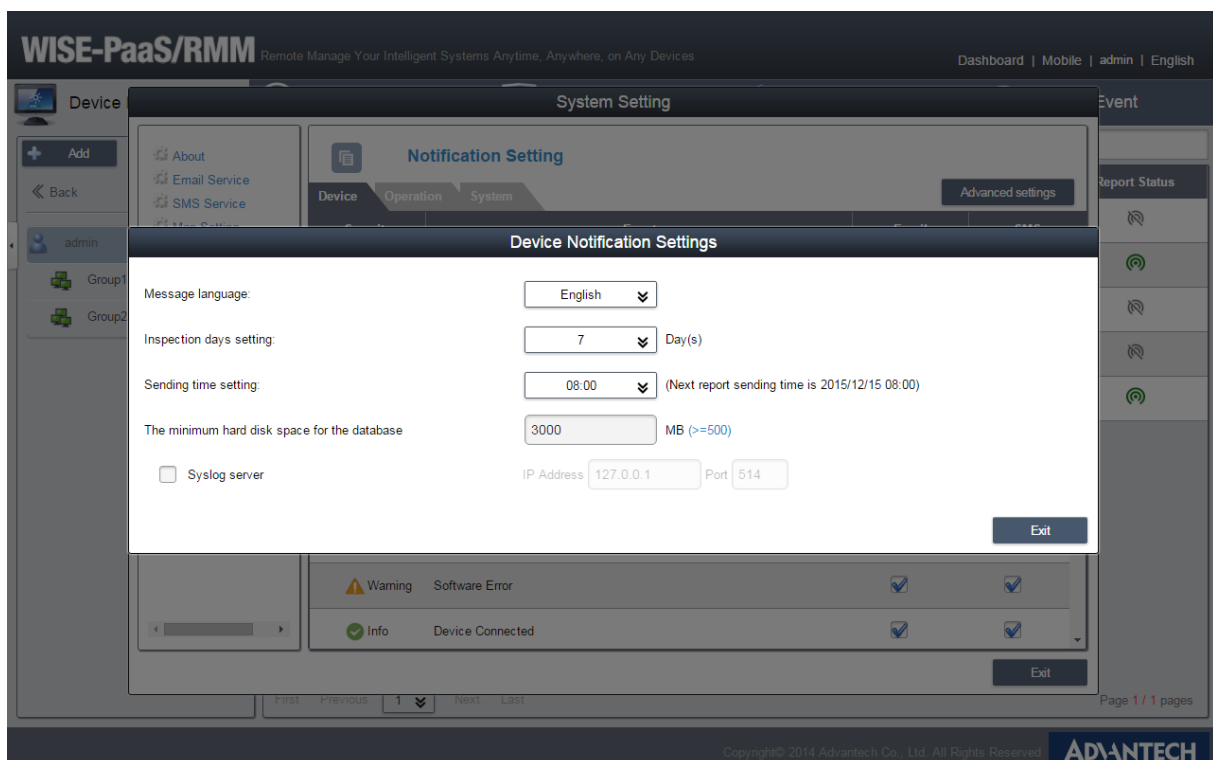 WISE-PaaS/RMM Remote Manage Your Intelligent Systems Anytime, Anywhere, on Any Devices
Dashboard | Mobile | admin | English
Device
System Setting
Event
Add
Back
admin
Group1
Group2
About
Email Service
SMS Service
Map Setting
Notification Setting
Device Operation System
Advanced settings
Report Status
Device Notification Settings
Message language: English
Inspection days setting: 7 Day(s)
Sending time setting: 08:00 (Next report sending time is 2015/12/15 08:00)
The minimum hard disk space for the database 3000 MB (>=500)
Syslog server IP Address 127.0.0.1 Port 514
Exit
Warning Software Error
Info Device Connected
Exit
First Previous 1 Next Last
Page 1 / 1 pages
Copyright© 2014 Advantech Co., Ltd. All Rights Reserved
ADVANTECH